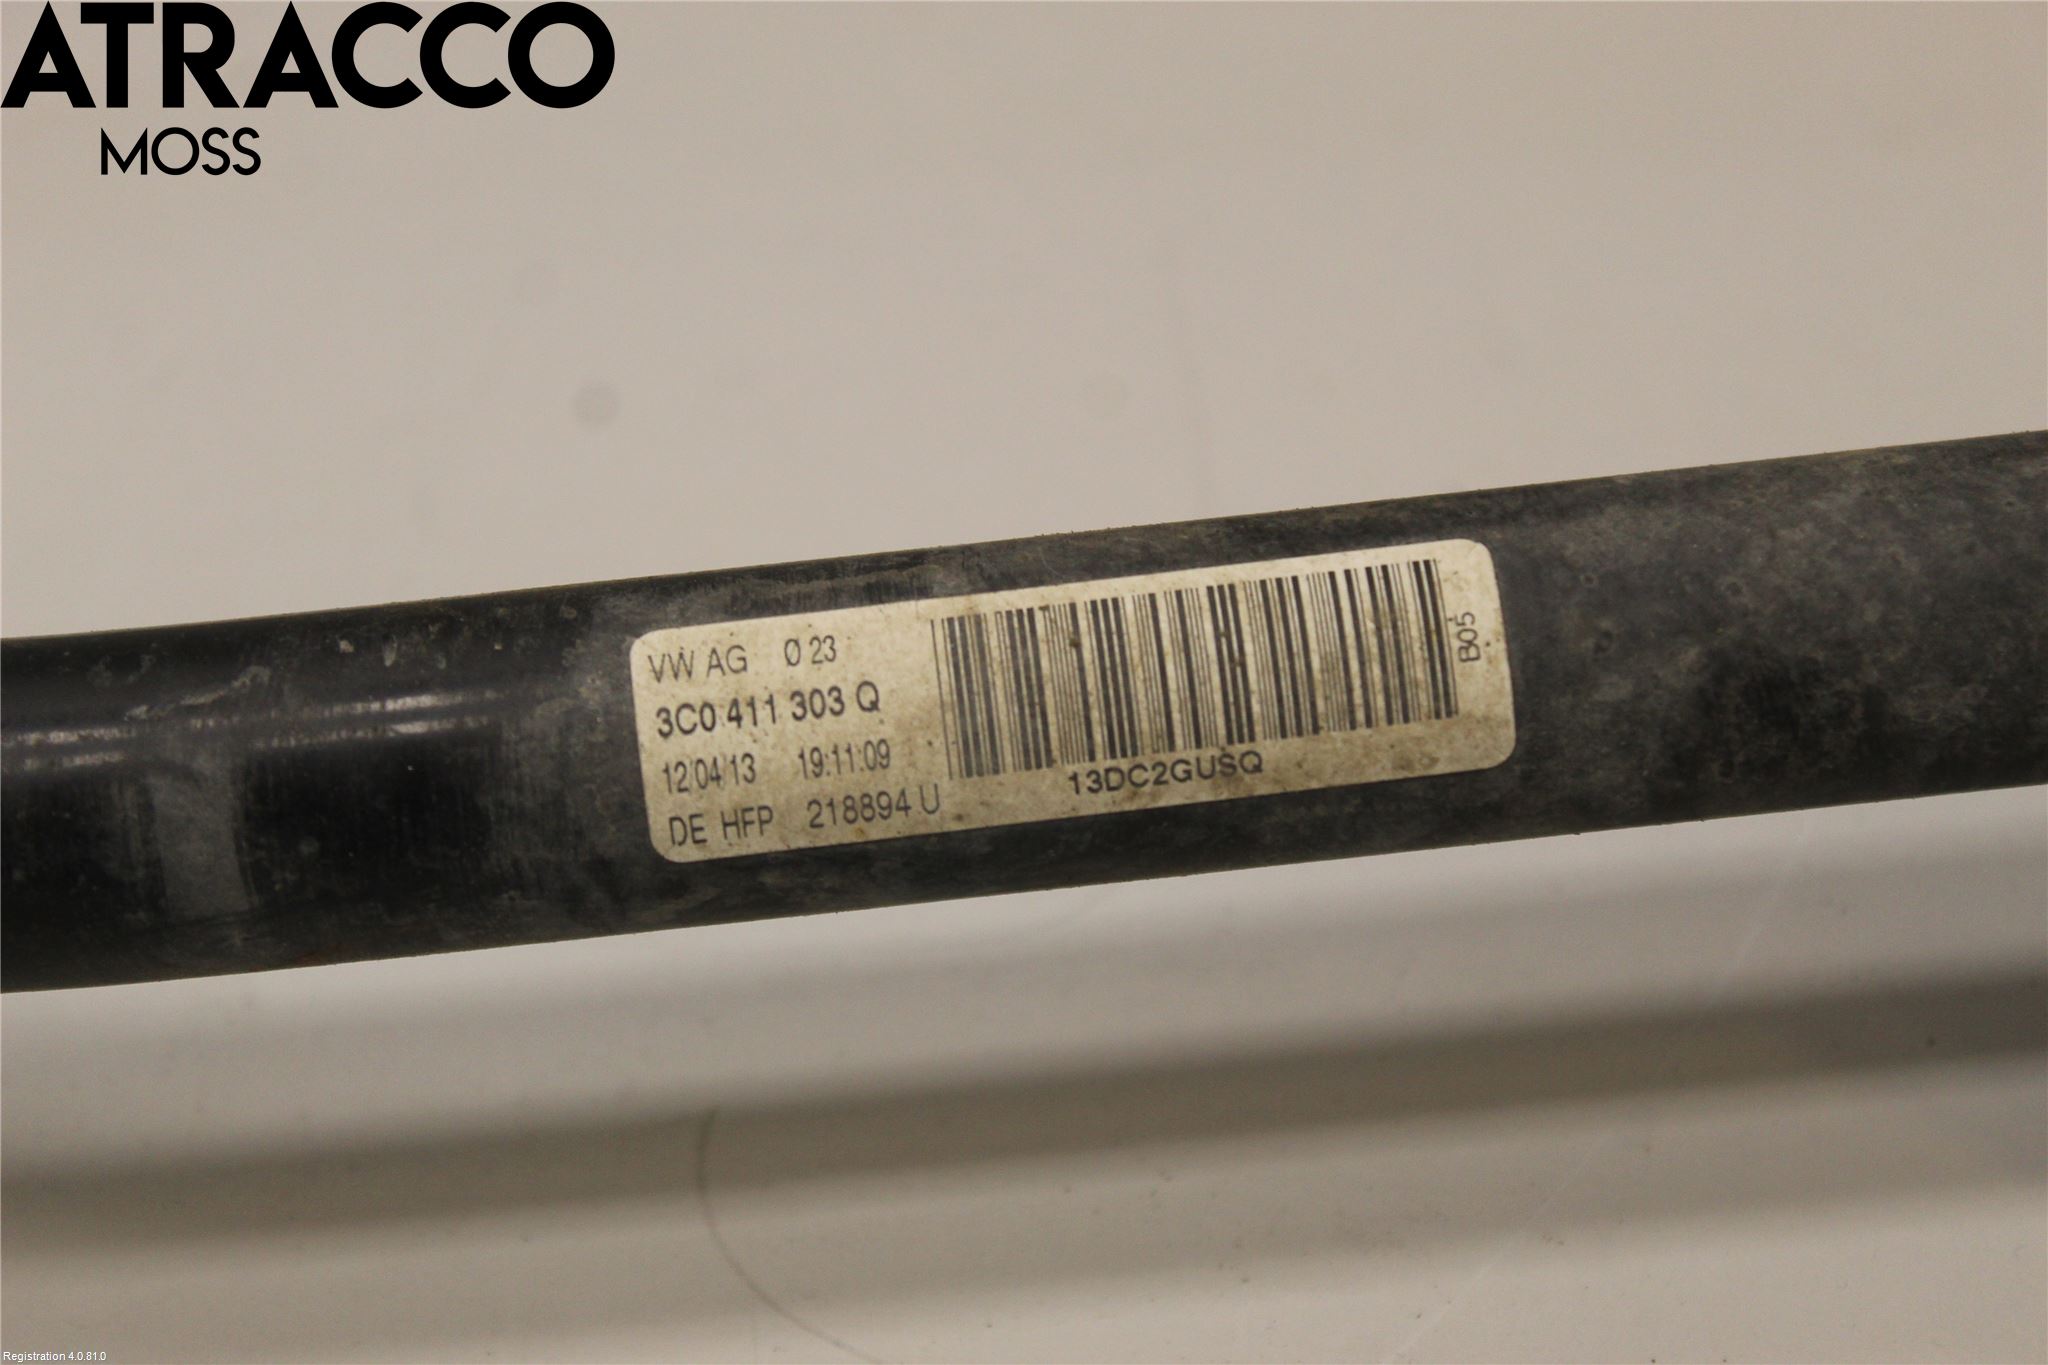 ATRACCO
MOSS
VW AG Ø 23
3C0 411 303 Q
12/04/13 19:11:09
DE HFP 218894 U
13DC2GUSQ
B05
Registration 4.0.81.0